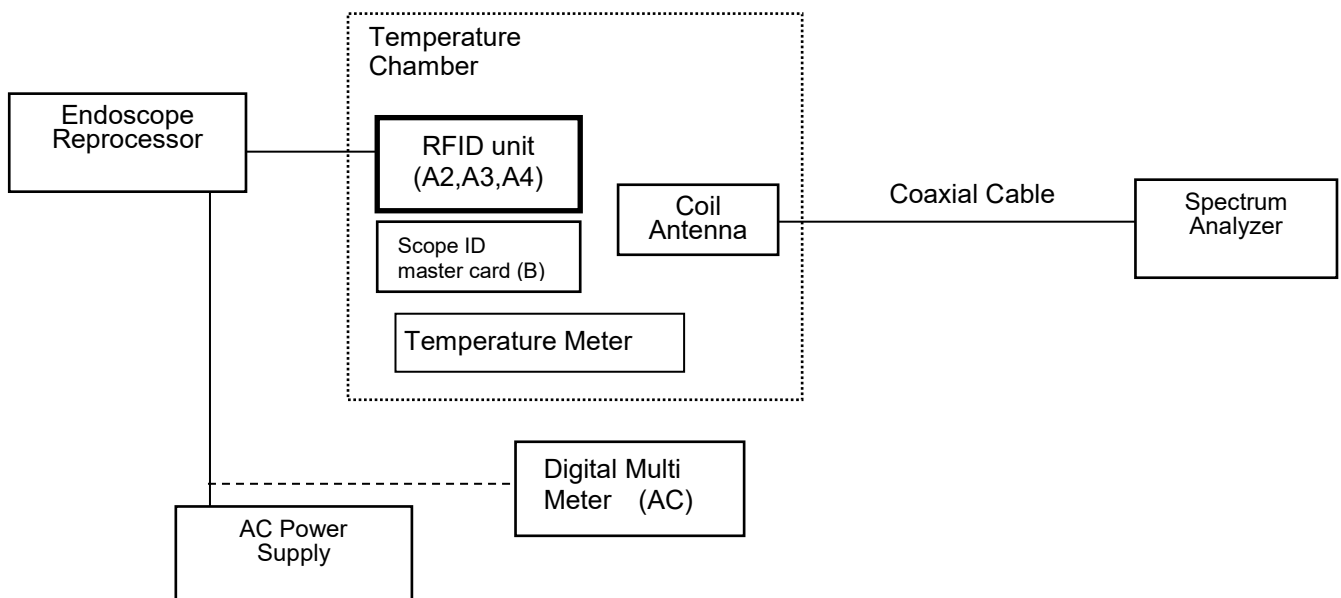 Temperature
Chamber
Endoscope
Reprocessor
RFID unit
(A2,A3,A4)
Scope ID
master card (B)
Temperature Meter
Coil
Antenna
Coaxial Cable
Spectrum
Analyzer
Digital Multi
Meter (AC)
AC Power
Supply